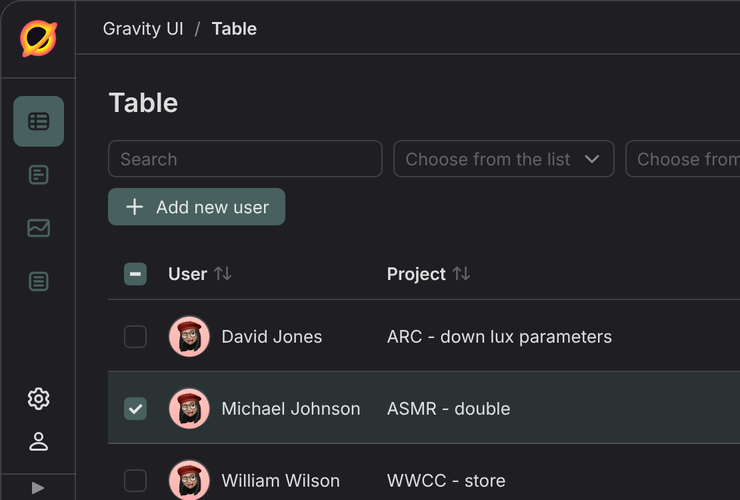 Gravity UI / Table
Table
Search Choose from the list Choose from
Add new user
User Project
David Jones ARC - down lux parameters
Michael Johnson ASMR - double
William Wilson WWCC - store